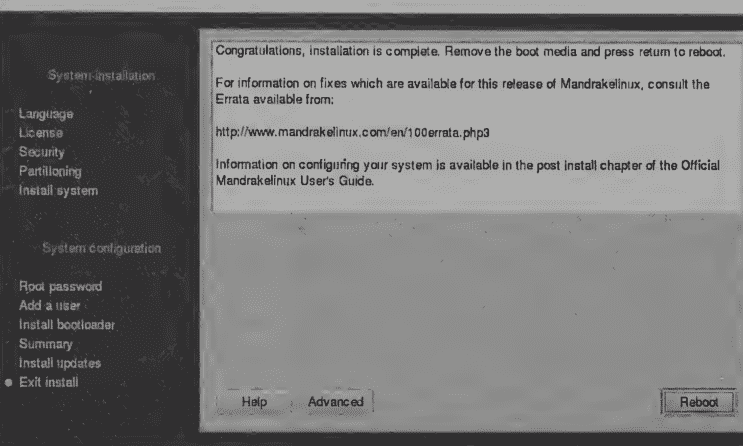 System installation
Language
License
Security
Partitioning
Install system
System configuration
Root password
Add a user
Install bootloader
Summary
Install updates
Exit install
Congratulations, installation is complete. Remove the boot media and press return to reboot.
For information on fixes which are available for this release of Mandrakelinux, consult the
Errata available from:
http://www.mandrakelinux.com/en/100errata.php3
Information on configuring your system is available in the post install chapter of the Official
Mandrakelinux User's Guide.
Help
Advanced
Reboot